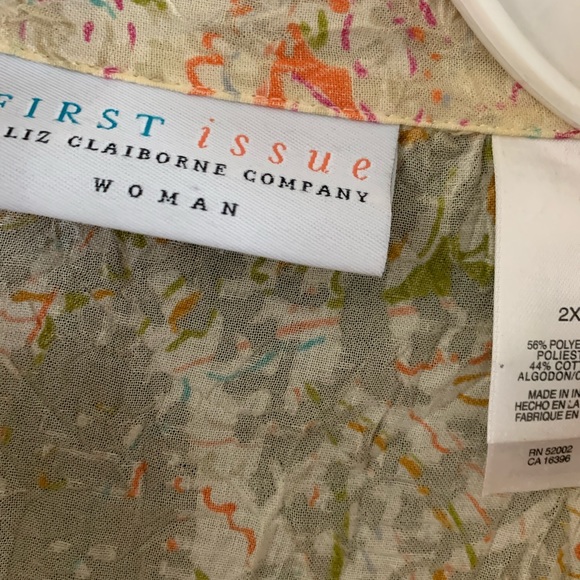 FIRST issue
LIZ CLAIBORNE COMPANY
WOMAN
2X
56% POLYE
POLIEST
44% COTT
ALGODON/C
MADE IN IN
HECHO EN LA
FABRIQUE EN
RN 52002
CA 16396